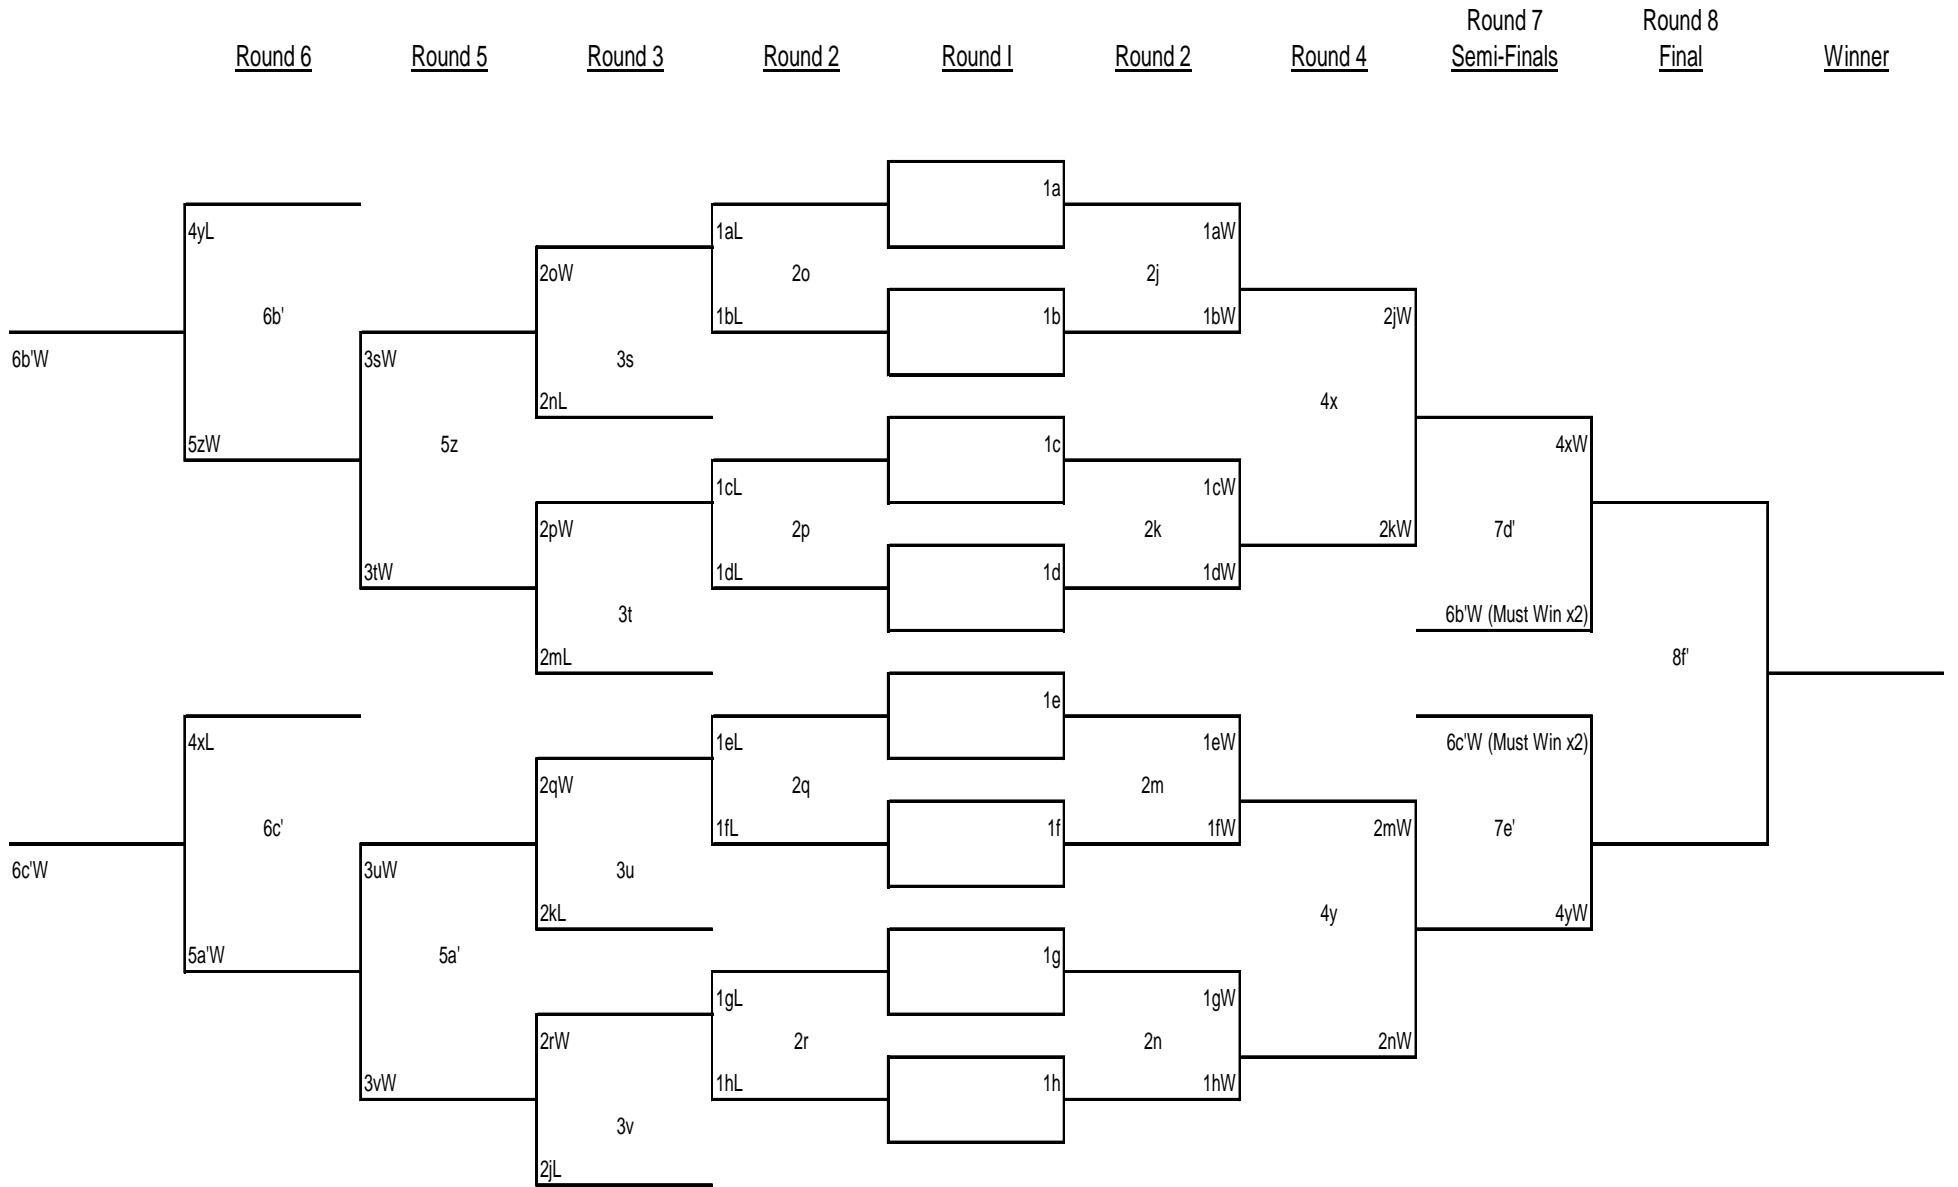 Round 7
Round 8
Round 6
Round 5
Round 3
Round 2
Round I
Round 2
Round 4
Semi-Finals
Final
Winner
1a
4yL
1aL
1aW
2oW
2o
2j
6b'
1bL
1b
1bW
2jW
6b'W
3sW
3s
2nL
4x
5zW
5z
1c
4xW
1cL
1cW
2pW
2p
2k
2kW
7d'
3tW
1dL
1d
1dW
3t
6b'W (Must Win x2)
2mL
8f'
1e
4xL
1eL
1eW
6c'W (Must Win x2)
2qW
2q
2m
6c'
1fL
1f
1fW
2mW
7e'
6c'W
3uW
3u
2kL
4y
4yW
5a'W
5a'
1g
1gL
1gW
2rW
2r
2n
2nW
3vW
1hL
1h
1hW
3v
2jL